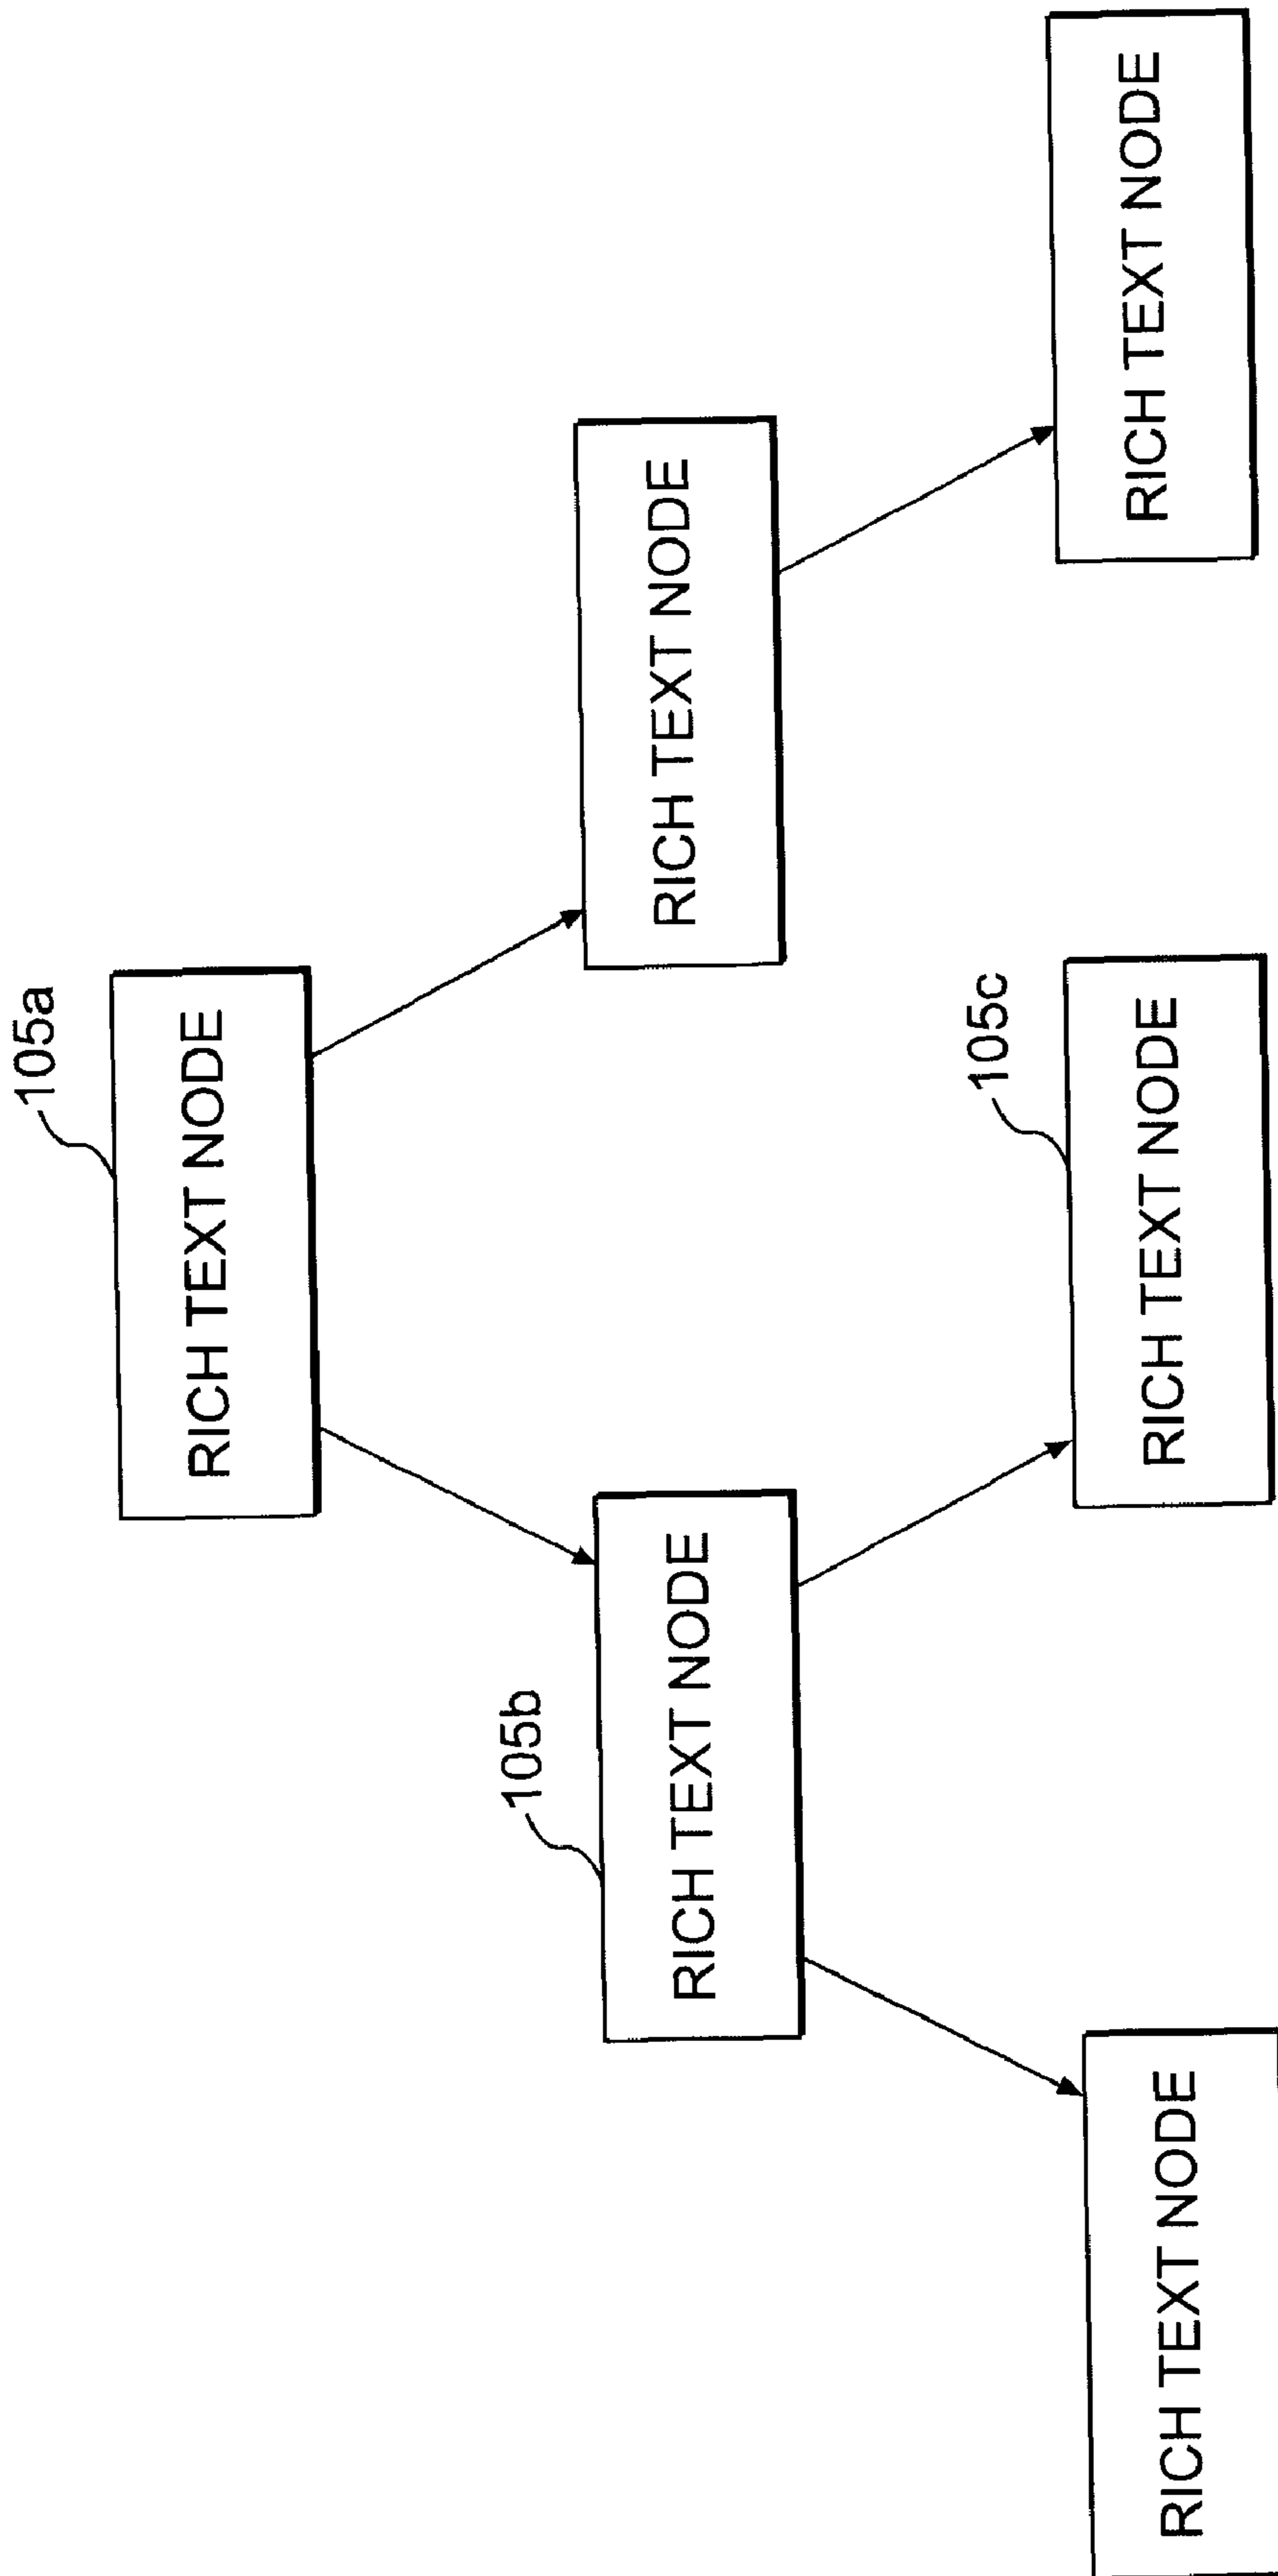 105a
RICH TEXT NODE
105b
RICH TEXT NODE
RICH TEXT NODE
RICH TEXT NODE
105c
RICH TEXT NODE
RICH TEXT NODE